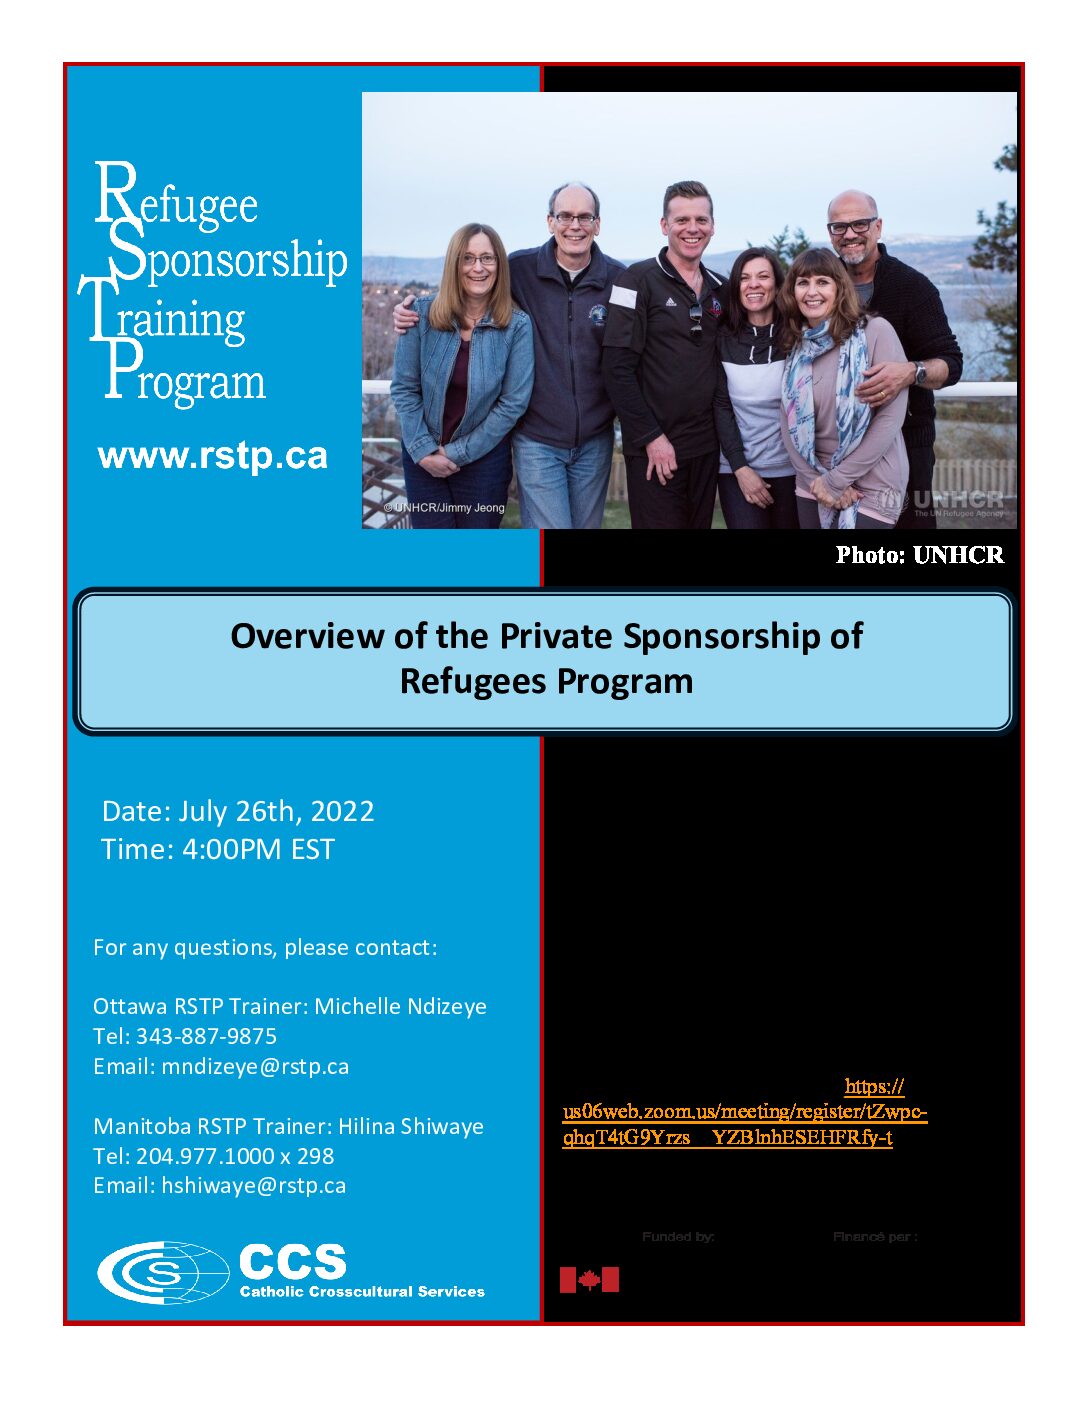 Refugee
Sponsorship
Training
Program
www.rstp.ca
© UNHCR/Jimmy Jeong
UNHCR
The UN Refugee Agency
Photo: UNHCR
Overview of the Private Sponsorship of
Refugees Program
Date: July 26th, 2022
Time: 4:00PM EST
For any questions, please contact:
Ottawa RSTP Trainer: Michelle Ndizeye
Tel: 343-887-9875
Email: mndizeye@rstp.ca
Manitoba RSTP Trainer: Hilina Shiwaye
Tel: 204.977.1000 x 298
Email: hshiwaye@rstp.ca
CCS
Catholic Crosscultural Services
https://
us06web.zoom.us/meeting/register/tZwpc-
Funded by:
Financé par :